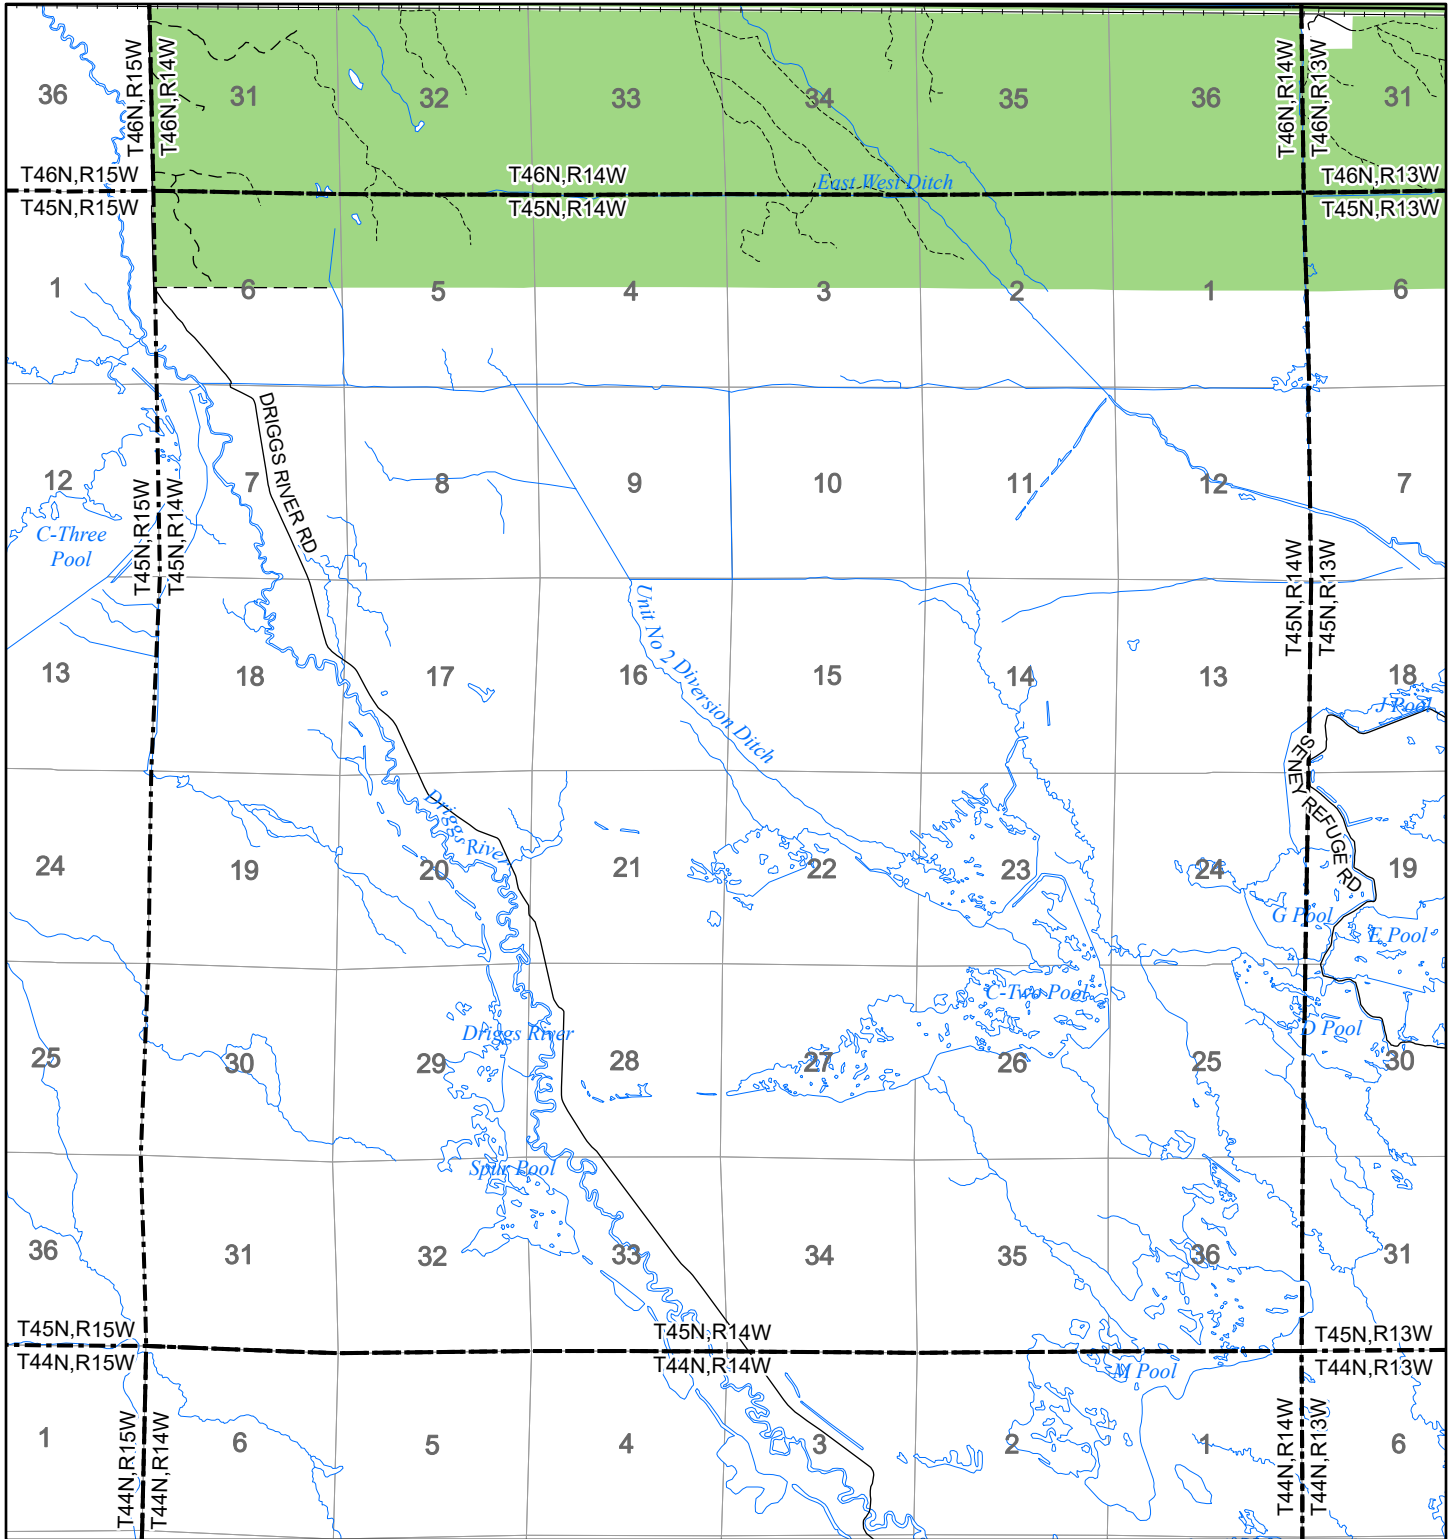 36
T46N,R15W
T46N,R14W
31
32
33
34
35
36
T46N,R14W
T46N,R13W
31
T46N,R15W
T45N,R15W
T46N,R14W
T45N,R14W
East West Ditch
T46N,R13W
T45N,R13W
1
6
5
4
3
2
1
6
DRIGGS RIVER RD
12
T45N,R15W
T45N,R14W
7
8
9
10
11
12
7
C-Three
Pool
T45N,R14W
T45N,R13W
Unit No 2 Diversion Ditch
13
18
17
16
15
14
13
18
J Pool
SENEY REFUGE RD
Driggs River
24
19
20
21
22
23
24
19
G Pool
E Pool
C-Two Pool
Driggs River
D Pool
25
30
29
28
27
26
25
30
Spur Pool
36
31
32
33
34
35
36
31
T45N,R15W
T44N,R15W
T45N,R14W
T44N,R14W
T45N,R13W
T44N,R13W
M Pool
1
T44N,R15W
T44N,R14W
6
5
4
3
2
1
T44N,R14W
T44N,R13W
6